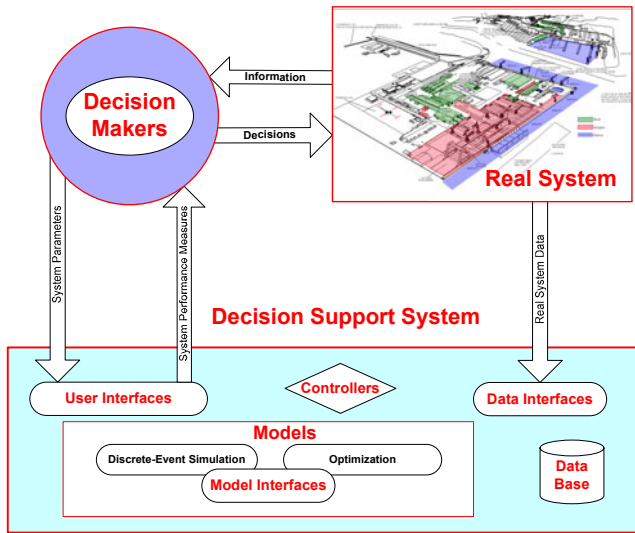 Decision
Makers
Information
Decisions
Real System
System Parameters
System Performance Measures
Real System Data
Decision Support System
User Interfaces
Controllers
Data Interfaces
Models
Discrete-Event Simulation
Optimization
Model Interfaces
Data
Base